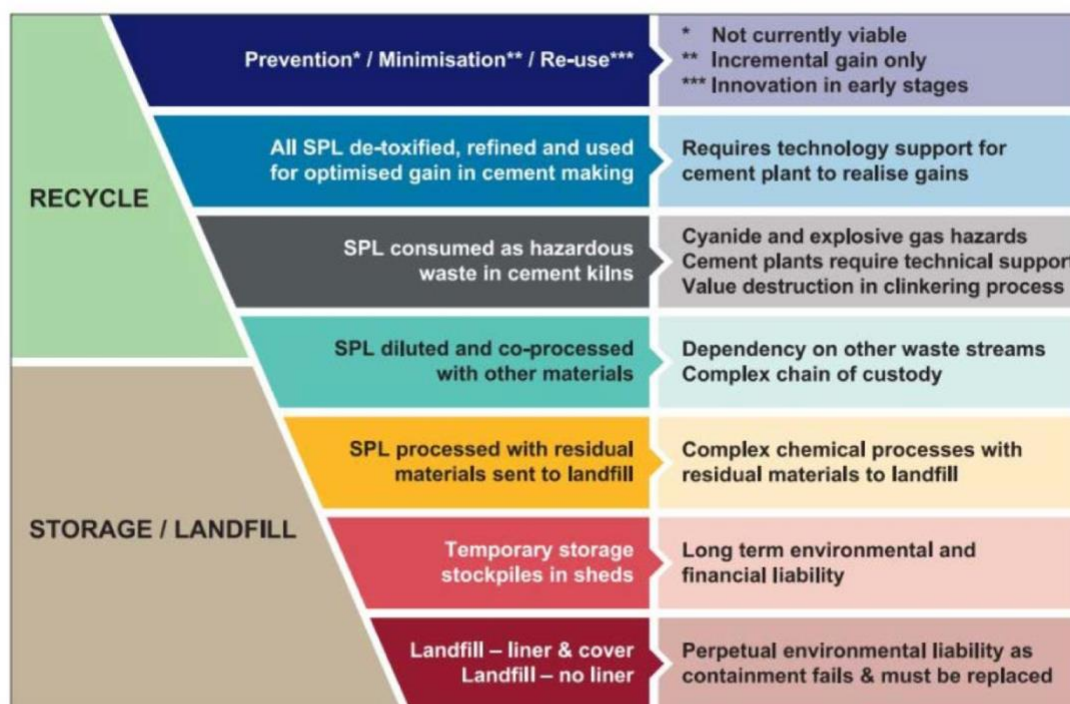 RECYCLE
Prevention* / Minimisation** / Re-use***
* Not currently viable
** Incremental gain only
*** Innovation in early stages
All SPL de-toxified, refined and used
for optimised gain in cement making
Requires technology support for
cement plant to realise gains
SPL consumed as hazardous
waste in cement kilns
Cyanide and explosive gas hazards
Cement plants require technical support
Value destruction in clinkering process
SPL diluted and co-processed
with other materials
Dependency on other waste streams
Complex chain of custody
STORAGE / LANDFILL
SPL processed with residual
materials sent to landfill
Complex chemical processes with
residual materials to landfill
Temporary storage
stockpiles in sheds
Long term environmental and
financial liability
Landfill – liner & cover
Landfill – no liner
Perpetual environmental liability as
containment fails & must be replaced